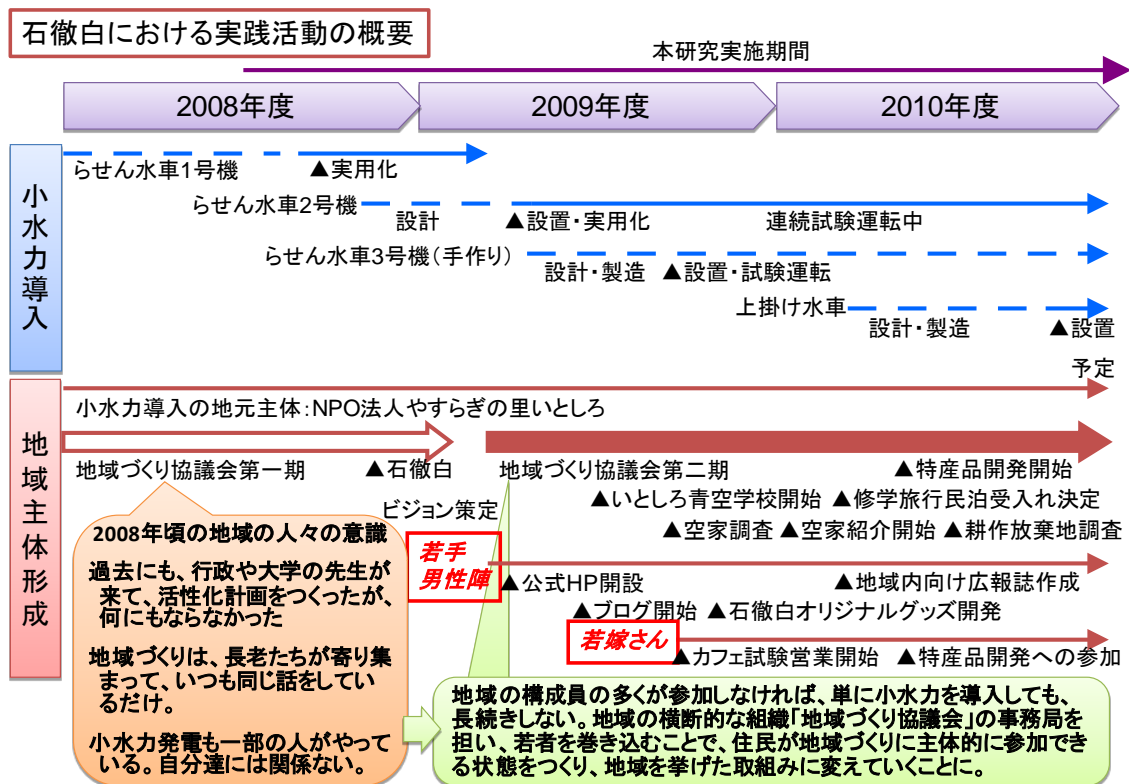 石徹白における実践活動の概要
本研究実施期間
2008年度
2009年度
2010年度
小水力導入
らせん水車1号機
▲実用化
らせん水車2号機
設計
▲設置・実用化
連続試験運転中
らせん水車3号機(手作り)
設計・製造
▲設置・試験運転
上掛け水車
設計・製造
▲設置
予定
地域主体形成
小水力導入の地元主体:NPO法人やすらぎの里いとしろ
地域づくり協議会第一期
▲石徹白
ビジョン策定
地域づくり協議会第二期
▲特産品開発開始
▲いとしろ青空学校開始
▲修学旅行民泊受入れ決定
▲空家調査
▲空家紹介開始
▲耕作放棄地調査
若手
男性陣
▲公式HP開設
▲地域内向け広報誌作成
▲ブログ開始
▲石徹白オリジナルグッズ開発
若嫁さん
▲カフェ試験営業開始
▲特産品開発への参加
2008年頃の地域の人々の意識
過去にも、行政や大学の先生が
来て、活性化計画をつくったが、
何にもならなかった
地域づくりは、長老たちが寄り集
まって、いつも同じ話をしてい
るだけ。
小水力発電も一部の人がやって
いる。自分達には関係ない。
地域の構成員の多くが参加しなければ、単に小水力を導入しても、
長続きしない。地域の横断的な組織「地域づくり協議会」の事務局を
担い、若者を巻き込むことで、住民が地域づくりに主体的に参加でき
る状態をつくり、地域を挙げた取組みに変えていくことに。